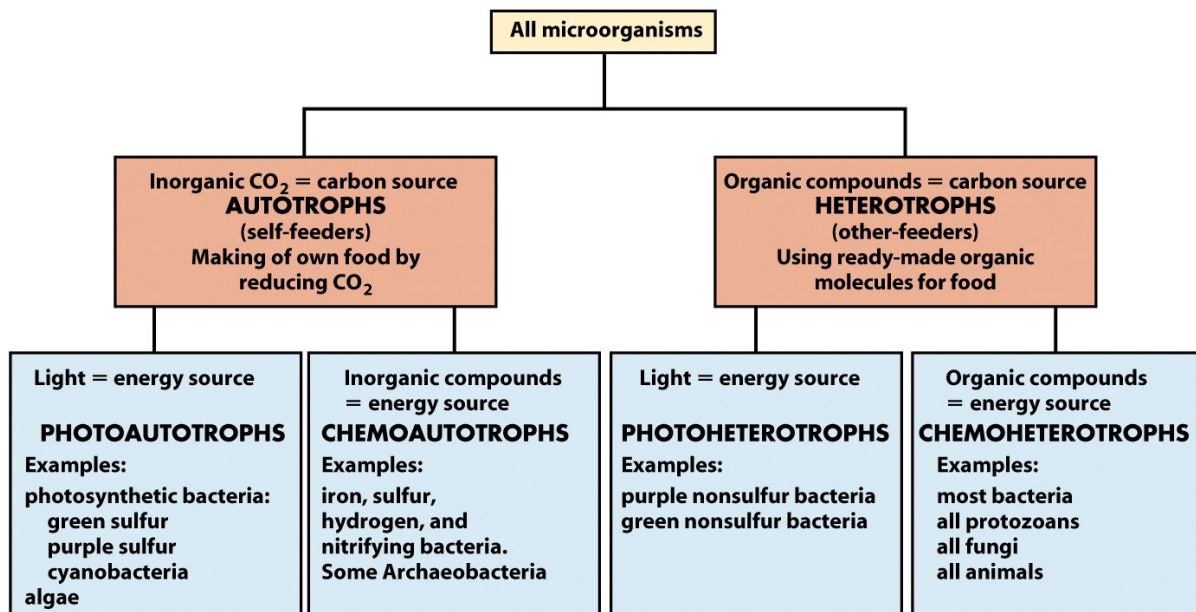 All microorganisms
Inorganic CO₂ = carbon source
AUTOTROPHS
(self-feeders)
Making of own food by
reducing CO₂
Organic compounds = carbon source
HETEROTROPHS
(other-feeders)
Using ready-made organic
molecules for food
Light = energy source
PHOTOAUTOTROPHS
Examples:
photosynthetic bacteria:
green sulfur
purple sulfur
cyanobacteria
algae
Inorganic compounds
= energy source
CHEMOAUTOTROPHS
Examples:
iron, sulfur,
hydrogen, and
nitrifying bacteria.
Some Archaeobacteria
Light = energy source
PHOTOHETEROTROPHS
Examples:
purple nonsulfur bacteria
green nonsulfur bacteria
Organic compounds
= energy source
CHEMOHETEROTROPHS
Examples:
most bacteria
all protozoans
all fungi
all animals